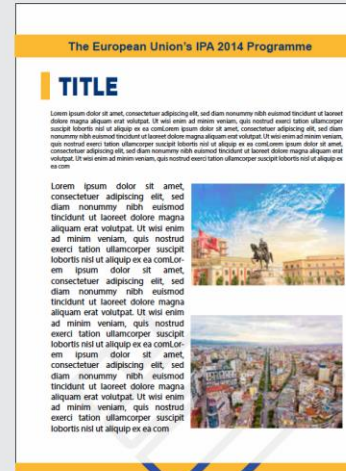 The European Union's IPA 2014 Programme
TITLE
Lorem ipsum dolor sit amet, consectetuer adipiscing elit, sed diam nonummy nibh euismod tincidunt ut laoreet
dolore magna aliquam erat volutpat. Ut wisi enim ad minim veniam, quis nostrud exerci tation ullamcorper
suscipit lobortis nisl ut aliquip ex ea comLorem ipsum dolor sit amet, consectetuer adipiscing elit, sed diam
nonummy nibh euismod tincidunt ut laoreet dolore magna aliquam erat volutpat. Ut wisi enim ad minim veniam,
quis nostrud exerci tation ullamcorper suscipit lobortis nisl ut aliquip ex ea comLorem ipsum dolor sit amet,
consectetuer adipiscing elit, sed diam nonummy nibh euismod tincidunt ut laoreet dolore magna aliquam erat
volutpat. Ut wisi enim ad minim veniam, quis nostrud exerci tation ullamcorper suscipit lobortis nisl ut aliquip ex
ea com
Lorem ipsum dolor sit amet,
consectetuer adipiscing elit, sed
diam nonummy nibh euismod
tincidunt ut laoreet dolore magna
aliquam erat volutpat. Ut wisi enim
ad minim veniam, quis nostrud
exerci tation ullamcorper suscipit
lobortis nisl ut aliquip ex ea comLor-
em ipsum dolor sit amet,
consectetuer adipiscing elit, sed
diam nonummy nibh euismod
tincidunt ut laoreet dolore magna
aliquam erat volutpat. Ut wisi enim
ad minim veniam, quis nostrud
exerci tation ullamcorper suscipit
lobortis nisl ut aliquip ex ea comLor-
em ipsum dolor sit amet,
consectetuer adipiscing elit, sed
diam nonummy nibh euismod
tincidunt ut laoreet dolore magna
aliquam erat volutpat. Ut wisi enim
ad minim veniam, quis nostrud
exerci tation ullamcorper suscipit
lobortis nisl ut aliquip ex ea com